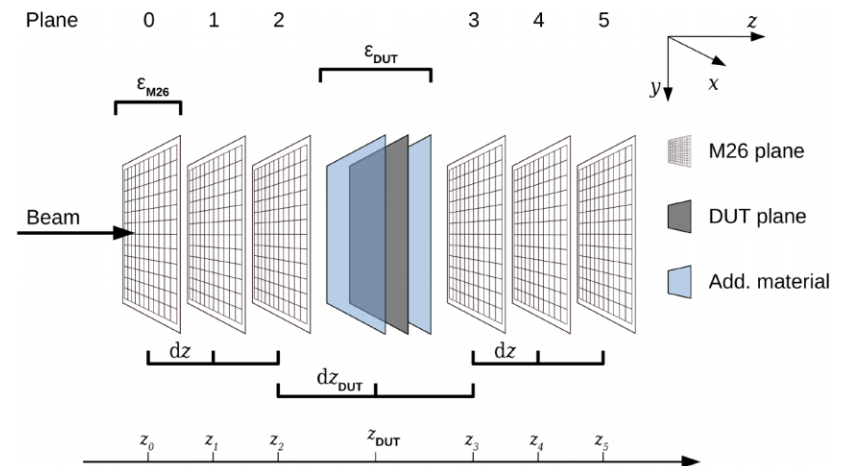 Plane 0 1 2 3 4 5
z
ε_DUT
ε_M26
y x
M26 plane
Beam
DUT plane
Add. material
dz dz
dz_DUT
z_0 z_1 z_2 z_DUT z_3 z_4 z_5